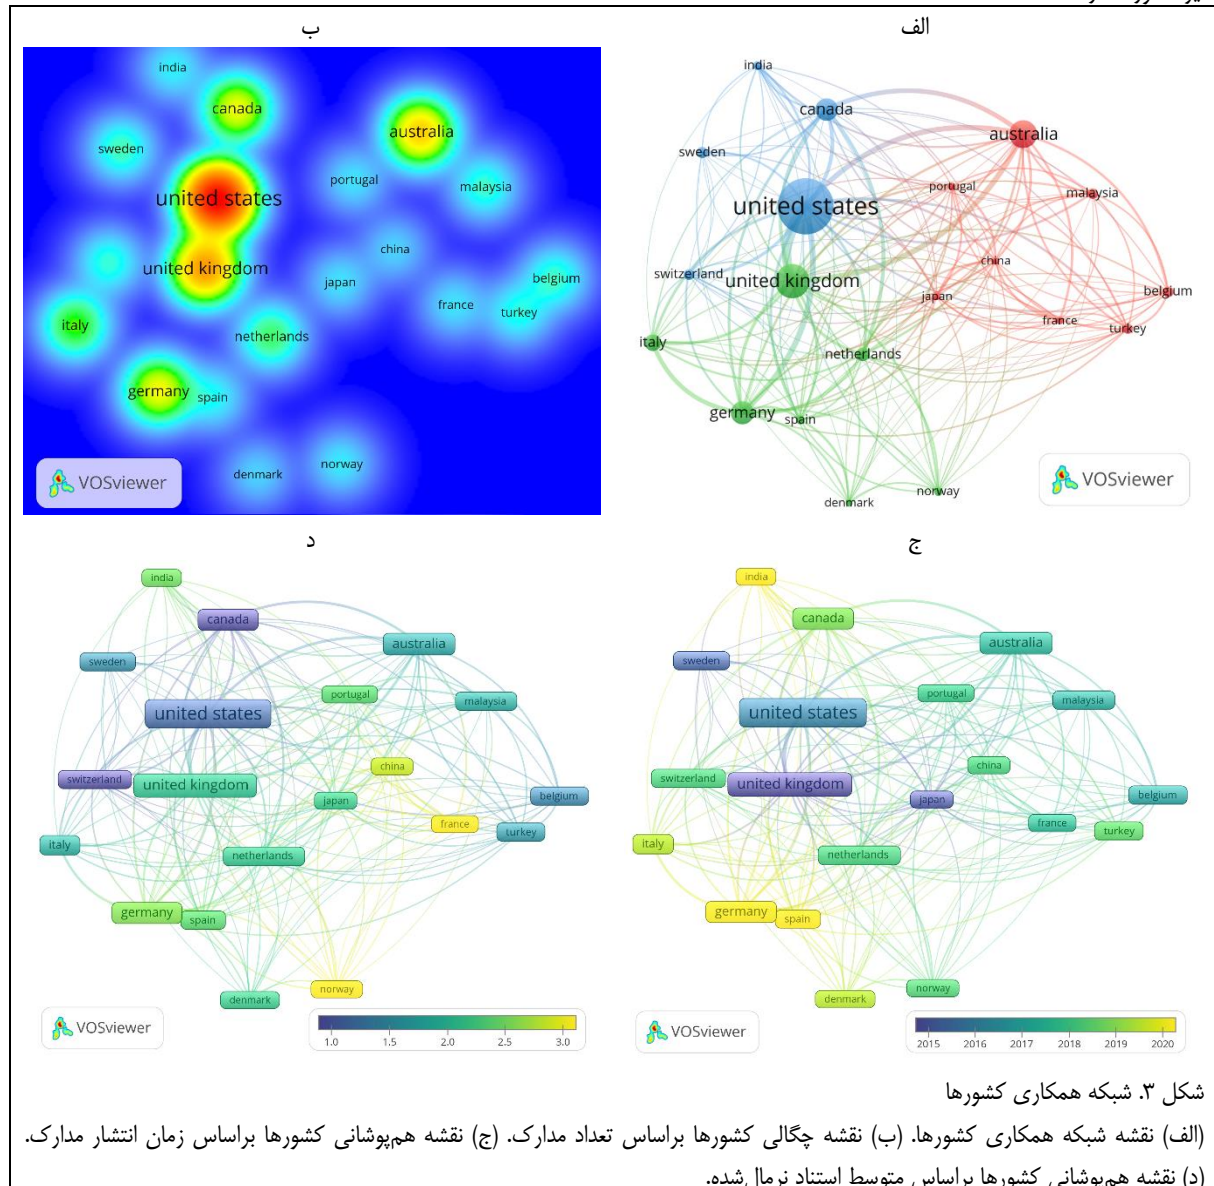 الف
india
canada
australia
sweden
portugal
malaysia
united states
china
switzerland
united kingdom
japan
belgium
france
turkey
italy
netherlands
germany
spain
denmark
norway
VOSviewer
ب
india
canada
australia
sweden
portugal
malaysia
united states
china
united kingdom
japan
belgium
france
turkey
italy
netherlands
germany
spain
denmark
norway
VOSviewer
ج
india
canada
australia
sweden
portugal
malaysia
united states
china
switzerland
united kingdom
japan
belgium
france
turkey
italy
netherlands
germany
spain
denmark
norway
VOSviewer
2015 2016 2017 2018 2019 2020
د
india
canada
australia
sweden
portugal
malaysia
united states
china
switzerland
united kingdom
japan
belgium
france
turkey
italy
netherlands
germany
spain
denmark
norway
VOSviewer
1.0 1.5 2.0 2.5 3.0
شکل ۳. شبکه همکاری کشورها
(الف) نقشه شبکه همکاری کشورها. (ب) نقشه چگالی کشورها براساس تعداد مدارک. (ج) نقشه هم‌پوشانی کشورها براساس زمان انتشار مدارک.
(د) نقشه هم‌پوشانی کشورها براساس متوسط استناد نرمال‌شده.